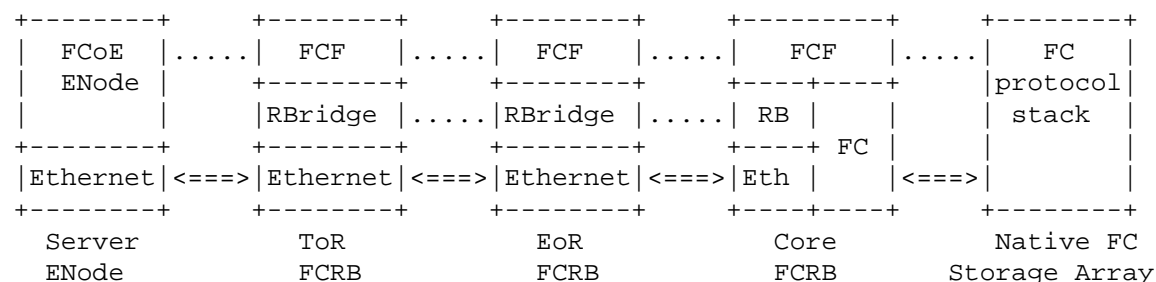 +--------+      +--------+      +--------+      +---------+      +--------+
|  FCoE  |.....|  FCF   |.....|  FCF   |.....|   FCF   |.....|   FC   |
|  ENode |      +--------+      +--------+      +----+----+      |protocol|
|        |      |RBridge |.....|RBridge |.....| RB |    |      | stack  |
+--------+      +--------+      +--------+      +----+ FC |      |        |
|Ethernet|<===>|Ethernet|<===>|Ethernet|<===>|Eth |    |<===>|        |
+--------+      +--------+      +--------+      +----+----+      +--------+
Server ToR EoR Core Native FC
ENode FCRB FCRB FCRB Storage Array